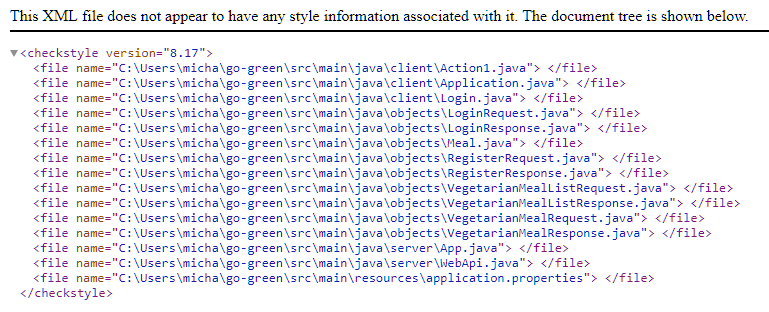 This XML file does not appear to have any style information associated with it. The document tree is shown below.
▼<checkstyle version="8.17">
<file name="C:\Users\micha\go-green\src\main\java\client\Action1.java"> </file>
<file name="C:\Users\micha\go-green\src\main\java\client\Application.java"> </file>
<file name="C:\Users\micha\go-green\src\main\java\client\Login.java"> </file>
<file name="C:\Users\micha\go-green\src\main\java\objects\LoginRequest.java"> </file>
<file name="C:\Users\micha\go-green\src\main\java\objects\LoginResponse.java"> </file>
<file name="C:\Users\micha\go-green\src\main\java\objects\Meal.java"> </file>
<file name="C:\Users\micha\go-green\src\main\java\objects\RegisterRequest.java"> </file>
<file name="C:\Users\micha\go-green\src\main\java\objects\RegisterResponse.java"> </file>
<file name="C:\Users\micha\go-green\src\main\java\objects\VegetarianMealListRequest.java"> </file>
<file name="C:\Users\micha\go-green\src\main\java\objects\VegetarianMealListResponse.java"> </file>
<file name="C:\Users\micha\go-green\src\main\java\objects\VegetarianMealRequest.java"> </file>
<file name="C:\Users\micha\go-green\src\main\java\objects\VegetarianMealResponse.java"> </file>
<file name="C:\Users\micha\go-green\src\main\java\server\App.java"> </file>
<file name="C:\Users\micha\go-green\src\main\java\server\WebApi.java"> </file>
<file name="C:\Users\micha\go-green\src\main\resources\application.properties"> </file>
</checkstyle>